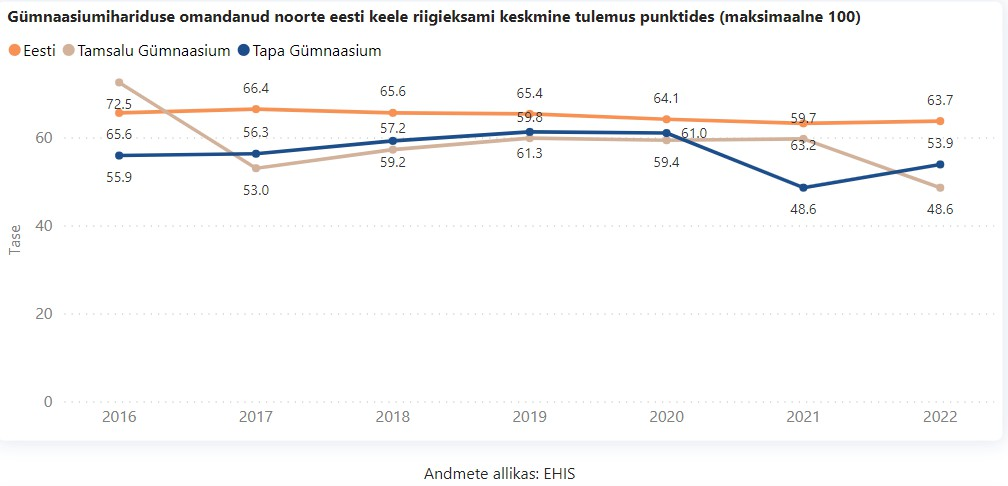 Gümnaasiumihariduse omandanud noorte eesti keele riigieksami keskmine tulemus punktides (maksimaalne 100)
Eesti Tamsalu Gümnaasium Tapa Gümnaasium
72.5 66.4 65.6 65.4 64.1 59.7 63.7
65.6 56.3 57.2 59.8 61.0 63.2 53.9
55.9 53.0 59.2 61.3 59.4 48.6 48.6
60
40
20
0
Tase
2016 2017 2018 2019 2020 2021 2022
Andmete allikas: EHIS